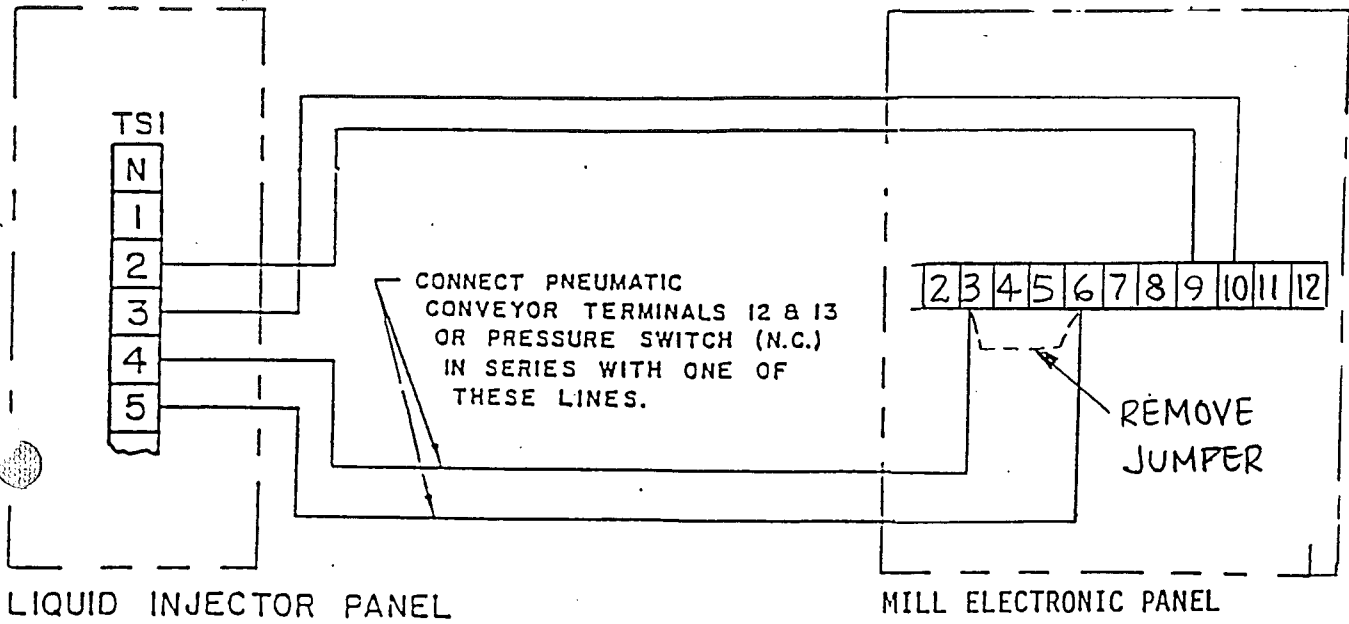 TS1
N
1
2
3
4
5
CONNECT PNEUMATIC
CONVEYOR TERMINALS 12 & 13
OR PRESSURE SWITCH (N.C.)
IN SERIES WITH ONE OF
THESE LINES.
2 3 4 5 6 7 8 9 10 11 12
REMOVE
JUMPER
LIQUID INJECTOR PANEL
MILL ELECTRONIC PANEL